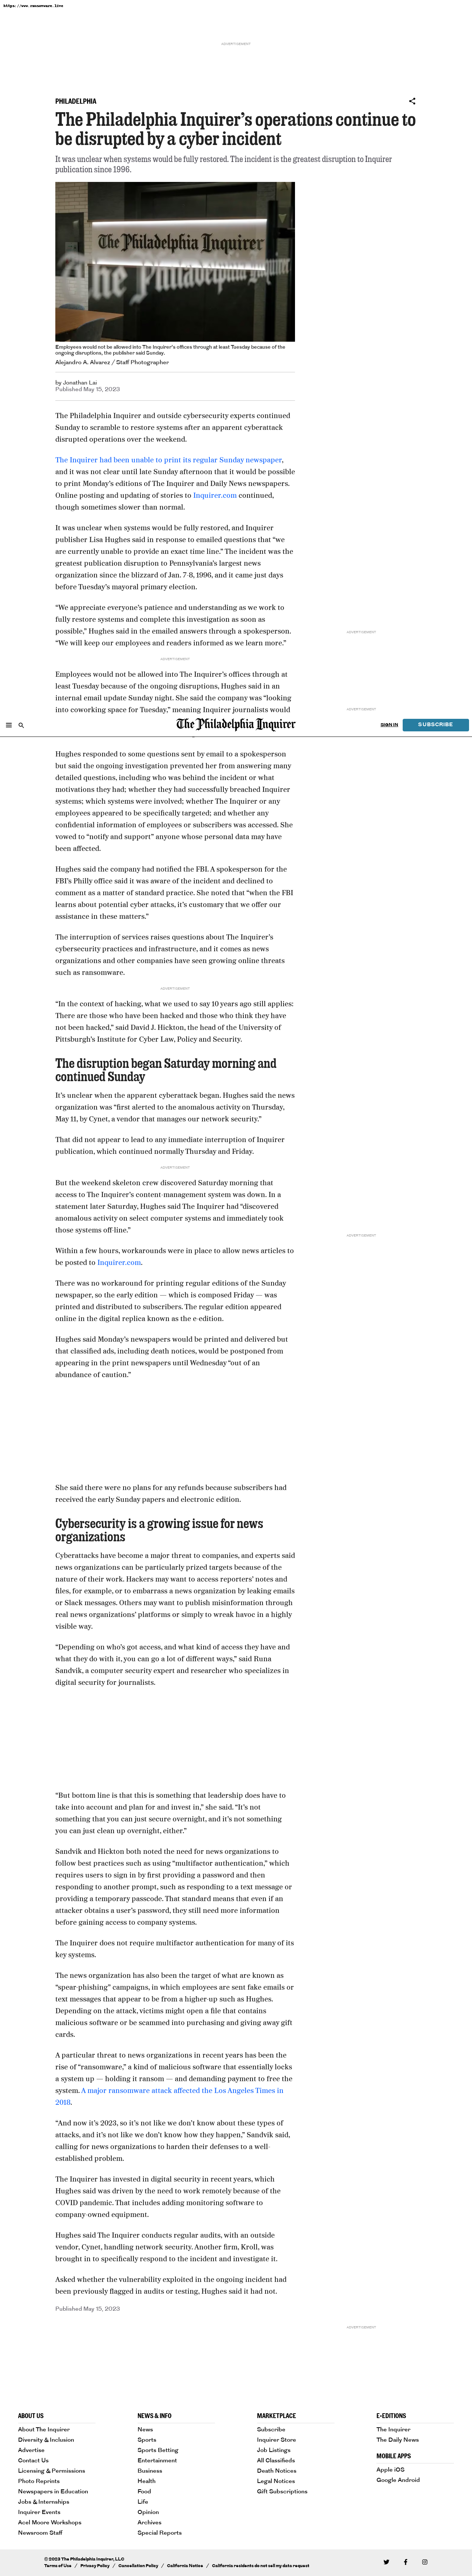 https://www.ransomware.live
ADVERTISEMENT
PHILADELPHIA
The Philadelphia Inquirer’s operations continue to
be disrupted by a cyber incident
It was unclear when systems would be fully restored. The incident is the greatest disruption to Inquirer
publication since 1996.
The Philadelphia Inquirer
Employees would not be allowed into The Inquirer’s offices through at least Tuesday because of the
ongoing disruptions, the publisher said Sunday.
Alejandro A. Alvarez / Staff Photographer
by Jonathan Lai
Published May 15, 2023
The Philadelphia Inquirer and outside cybersecurity experts continued
Sunday to scramble to restore systems after an apparent cyberattack
disrupted operations over the weekend.
The Inquirer had been unable to print its regular Sunday newspaper,
and it was not clear until late Sunday afternoon that it would be possible
to print Monday’s editions of The Inquirer and Daily News newspapers.
Online posting and updating of stories to Inquirer.com continued,
though sometimes slower than normal.
It was unclear when systems would be fully restored, and Inquirer
publisher Lisa Hughes said in response to emailed questions that “we
are currently unable to provide an exact time line.” The incident was the
greatest publication disruption to Pennsylvania’s largest news
organization since the blizzard of Jan. 7-8, 1996, and it came just days
before Tuesday’s mayoral primary election.
“We appreciate everyone’s patience and understanding as we work to
fully restore systems and complete this investigation as soon as
possible,” Hughes said in the emailed answers through a spokesperson.
“We will keep our employees and readers informed as we learn more.”
ADVERTISEMENT
ADVERTISEMENT
Employees would not be allowed into The Inquirer’s offices through at
least Tuesday because of the ongoing disruptions, Hughes said in an
internal email update Sunday night. She said the company was “looking
into coworking space for Tuesday,” meaning Inquirer journalists would
ADVERTISEMENT
The Philadelphia Inquirer
SIGN IN
SUBSCRIBE
Hughes responded to some questions sent by email to a spokesperson
but said the ongoing investigation prevented her from answering many
detailed questions, including who was behind the incident or what
motivations they had; whether they had successfully breached Inquirer
systems; which systems were involved; whether The Inquirer or any
employees appeared to be specifically targeted; and whether any
confidential information of employees or subscribers was accessed. She
vowed to “notify and support” anyone whose personal data may have
been affected.
Hughes said the company had notified the FBI. A spokesperson for the
FBI’s Philly office said it was aware of the incident and declined to
comment as a matter of standard practice. She noted that “when the FBI
learns about potential cyber attacks, it’s customary that we offer our
assistance in these matters.”
The interruption of services raises questions about The Inquirer’s
cybersecurity practices and infrastructure, and it comes as news
organizations and other companies have seen growing online threats
such as ransomware.
ADVERTISEMENT
“In the context of hacking, what we used to say 10 years ago still applies:
There are those who have been hacked and those who think they have
not been hacked,” said David J. Hickton, the head of the University of
Pittsburgh’s Institute for Cyber Law, Policy and Security.
The disruption began Saturday morning and
continued Sunday
It’s unclear when the apparent cyberattack began. Hughes said the news
organization was “first alerted to the anomalous activity on Thursday,
May 11, by Cynet, a vendor that manages our network security.”
That did not appear to lead to any immediate interruption of Inquirer
publication, which continued normally Thursday and Friday.
ADVERTISEMENT
But the weekend skeleton crew discovered Saturday morning that
access to The Inquirer’s content-management system was down. In a
statement later Saturday, Hughes said The Inquirer had “discovered
anomalous activity on select computer systems and immediately took
those systems off-line.”
ADVERTISEMENT
Within a few hours, workarounds were in place to allow news articles to
be posted to Inquirer.com.
There was no workaround for printing regular editions of the Sunday
newspaper, so the early edition — which is composed Friday — was
printed and distributed to subscribers. The regular edition appeared
online in the digital replica known as the e-edition.
Hughes said Monday’s newspapers would be printed and delivered but
that classified ads, including death notices, would be postponed from
appearing in the print newspapers until Wednesday “out of an
abundance of caution.”
She said there were no plans for any refunds because subscribers had
received the early Sunday papers and electronic edition.
Cybersecurity is a growing issue for news
organizations
Cyberattacks have become a major threat to companies, and experts said
news organizations can be particularly prized targets because of the
nature of their work. Hackers may want to access reporters’ notes and
files, for example, or to embarrass a news organization by leaking emails
or Slack messages. Others may want to publish misinformation through
real news organizations’ platforms or simply to wreak havoc in a highly
visible way.
“Depending on who’s got access, and what kind of access they have and
what they do with it, you can go a lot of different ways,” said Runa
Sandvik, a computer security expert and researcher who specializes in
digital security for journalists.
“But bottom line is that this is something that leadership does have to
take into account and plan for and invest in,” she said. “It’s not
something that you can just secure overnight, and it’s not something
you can just clean up overnight, either.”
Sandvik and Hickton both noted the need for news organizations to
follow best practices such as using “multifactor authentication,” which
requires users to sign in by first providing a password and then
responding to another prompt, such as responding to a text message or
providing a temporary passcode. That standard means that even if an
attacker obtains a user’s password, they still need more information
before gaining access to company systems.
The Inquirer does not require multifactor authentication for many of its
key systems.
The news organization has also been the target of what are known as
“spear-phishing” campaigns, in which employees are sent fake emails or
text messages that appear to be from a higher-up such as Hughes.
Depending on the attack, victims might open a file that contains
malicious software or be scammed into purchasing and giving away gift
cards.
A particular threat to news organizations in recent years has been the
rise of “ransomware,” a kind of malicious software that essentially locks
a system up — holding it ransom — and demanding payment to free the
system. A major ransomware attack affected the Los Angeles Times in
2018.
“And now it’s 2023, so it’s not like we don’t know about these types of
attacks, and it’s not like we don’t know how they happen,” Sandvik said,
calling for news organizations to harden their defenses to a well-
established problem.
The Inquirer has invested in digital security in recent years, which
Hughes said was driven by the need to work remotely because of the
COVID pandemic. That includes adding monitoring software to
company-owned equipment.
Hughes said The Inquirer conducts regular audits, with an outside
vendor, Cynet, handling network security. Another firm, Kroll, was
brought in to specifically respond to the incident and investigate it.
Asked whether the vulnerability exploited in the ongoing incident had
been previously flagged in audits or testing, Hughes said it had not.
Published May 15, 2023
ADVERTISEMENT
ABOUT US
About The Inquirer
Diversity & Inclusion
Advertise
Contact Us
Licensing & Permissions
Photo Reprints
Newspapers in Education
Jobs & Internships
Inquirer Events
Acel Moore Workshops
Newsroom Staff
NEWS & INFO
News
Sports
Sports Betting
Entertainment
Business
Health
Food
Life
Opinion
Archives
Special Reports
MARKETPLACE
Subscribe
Inquirer Store
Job Listings
All Classifieds
Death Notices
Legal Notices
Gift Subscriptions
E-EDITIONS
The Inquirer
The Daily News
MOBILE APPS
Apple iOS
Google Android
© 2023 The Philadelphia Inquirer, LLC
Terms of Use / Privacy Policy / Cancellation Policy / California Notice / California residents do not sell my data request